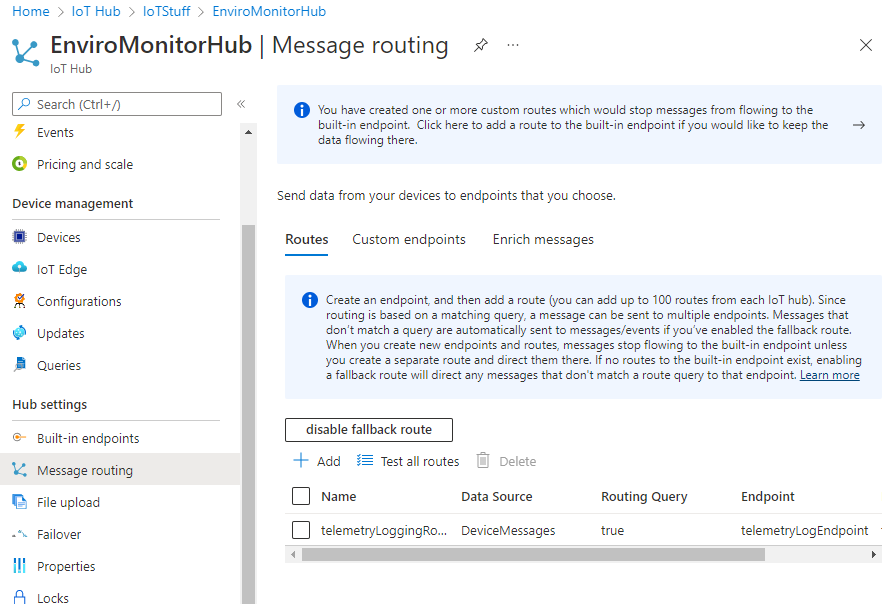 Home > IoT Hub > IoTStuff > EnviroMonitorHub
EnviroMonitorHub | Message routing ...
IoT Hub
Search (Ctrl+/)
«
Events
Pricing and scale
Device management
Devices
IoT Edge
Configurations
Updates
Queries
Hub settings
Built-in endpoints
Message routing
File upload
Failover
Properties
Locks
You have created one or more custom routes which would stop messages from flowing to the
built-in endpoint. Click here to add a route to the built-in endpoint if you would like to keep the
data flowing there.
Send data from your devices to endpoints that you choose.
Routes Custom endpoints Enrich messages
Create an endpoint, and then add a route (you can add up to 100 routes from each IoT hub). Since
routing is based on a matching query, a message can be sent to multiple endpoints. Messages that
don't match a query are automatically sent to messages/events if you've enabled the fallback route.
When you create new endpoints and routes, messages stop flowing to the built-in endpoint unless
you create a separate route and direct them there. If no routes to the built-in endpoint exist, enabling
a fallback route will direct any messages that don't match a route query to that endpoint. Learn more
disable fallback route
Add Test all routes Delete
Name Data Source Routing Query Endpoint
telemetryLoggingRo... DeviceMessages true telemetryLogEndpoint